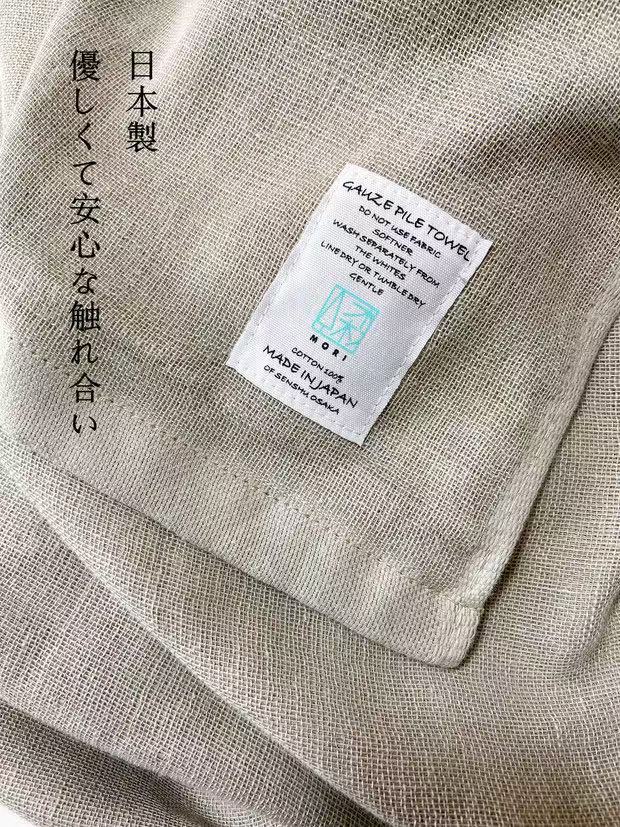 日本製
優しくて安心な触れ合い
GAUZE PILE TOWEL
DO NOT USE FABRIC
SOFTNER
WASH SEPARATELY FROM
THE WHITES
LINE DRY OR TUMBLE DRY
GENTLE
MORI
COTTON 100%
MADE IN JAPAN
OF SENSHU OSAKA